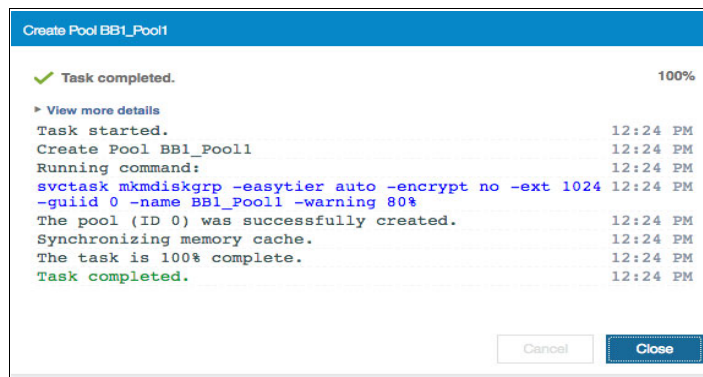 Create Pool BB1_Pool1
Task completed. 100%
View more details
Task started. 12:24 PM
Create Pool BB1_Pool1 12:24 PM
Running command: 12:24 PM
svctask mkmdiskgrp -easytier auto -encrypt no -ext 1024 12:24 PM
-guiid 0 -name BB1_Pool1 -warning 80%
The pool (ID 0) was successfully created. 12:24 PM
Synchronizing memory cache. 12:24 PM
The task is 100% complete. 12:24 PM
Task completed. 12:24 PM
Cancel Close